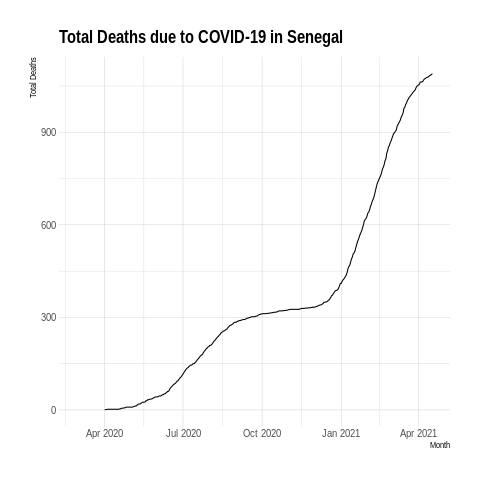 Total Deaths due to COVID-19 in Senegal
Total Deaths
900
600
300
0
Apr 2020 Jul 2020 Oct 2020 Jan 2021 Apr 2021
Month